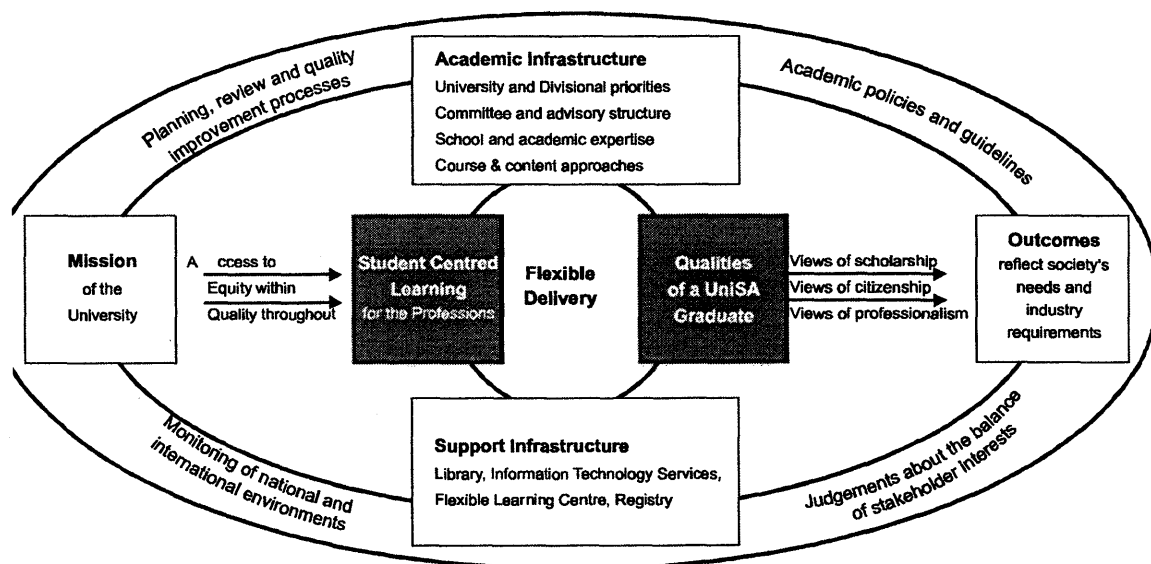 Planning, review and quality
improvement processes
Academic Infrastructure
University and Divisional priorities
Committee and advisory structure
School and academic expertise
Course & content approaches
Academic policies and guidelines
Mission
of the
University
A ccess to
Equity within
Quality throughout
Student Centred
Learning
for the Professions
Flexible
Delivery
Qualities
of a UniSA
Graduate
Views of scholarship
Views of citizenship
Views of professionalism
Outcomes
reflect society's
needs and
industry
requirements
Monitoring of national and
international environments
Support Infrastructure
Library, Information Technology Services,
Flexible Learning Centre, Registry
Judgements about the balance
of stakeholder interests